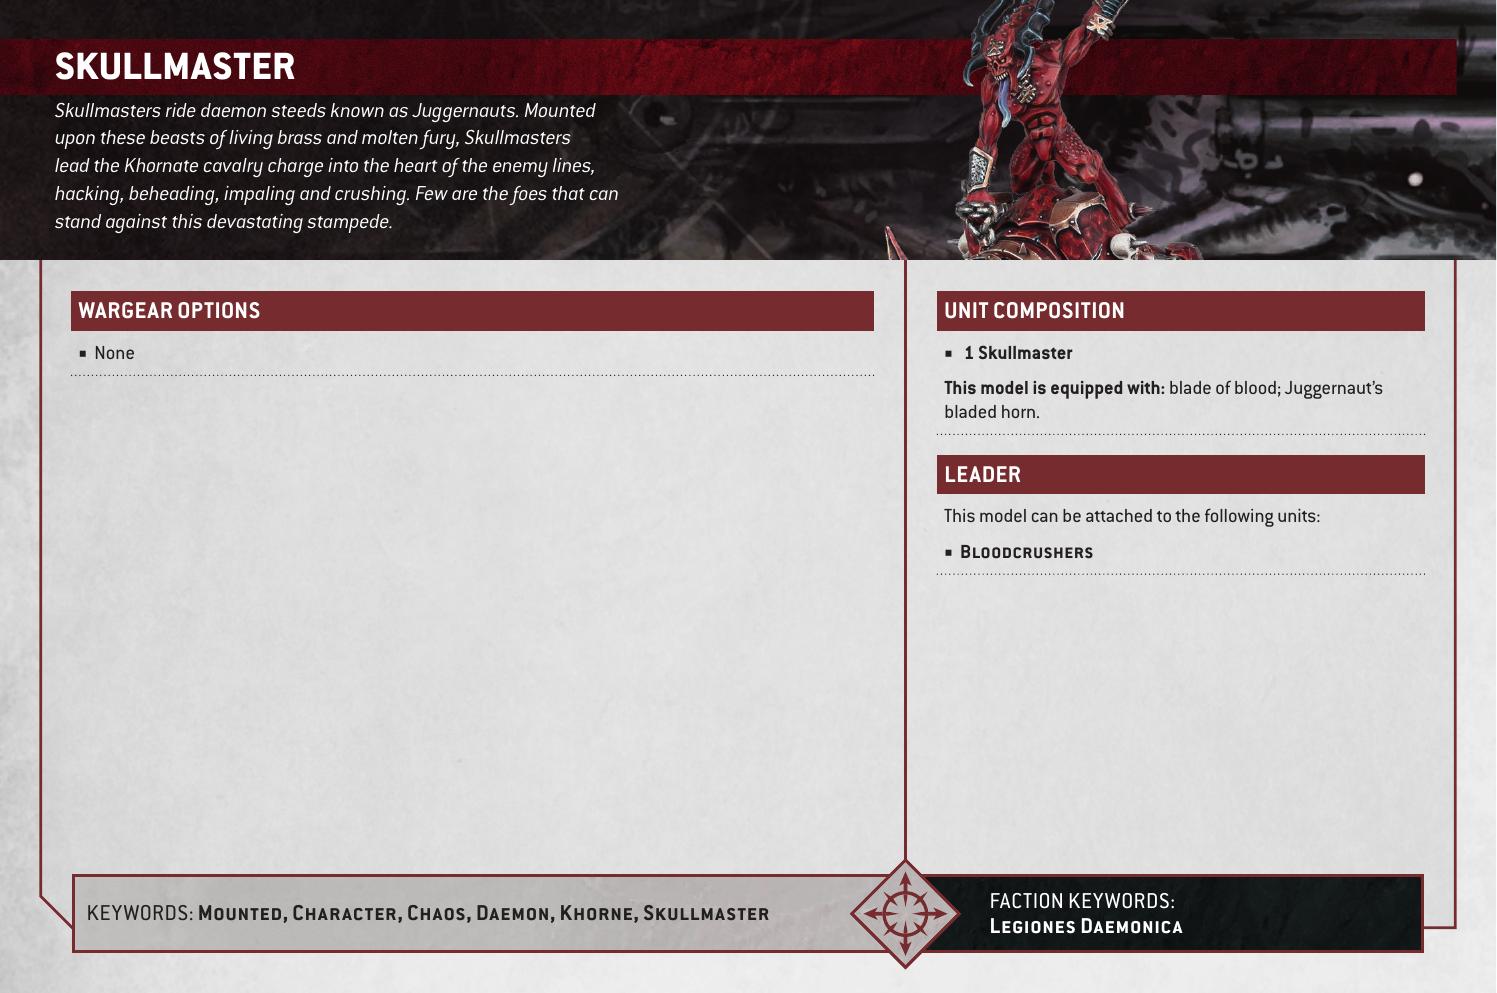 SKULLMASTER
Skullmasters ride daemon steeds known as Juggernauts. Mounted
upon these beasts of living brass and molten fury, Skullmasters
lead the Khornate cavalry charge into the heart of the enemy lines,
hacking, beheading, impaling and crushing. Few are the foes that can
stand against this devastating stampede.
WARGEAR OPTIONS
▪ None
UNIT COMPOSITION
▪ 1 Skullmaster
This model is equipped with: blade of blood; Juggernaut’s
bladed horn.
LEADER
This model can be attached to the following units:
▪ Bloodcrushers
KEYWORDS: Mounted, Character, Chaos, Daemon, Khorne, Skullmaster
FACTION KEYWORDS:
Legiones Daemonica